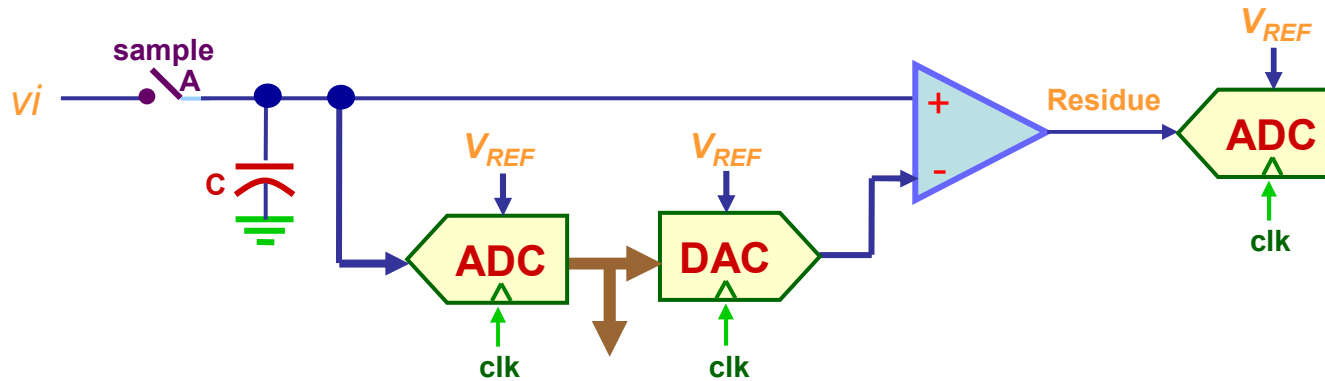 sample
A
vi
C
V_REF
ADC
clk
V_REF
DAC
clk
+
-
Residue
V_REF
ADC
clk